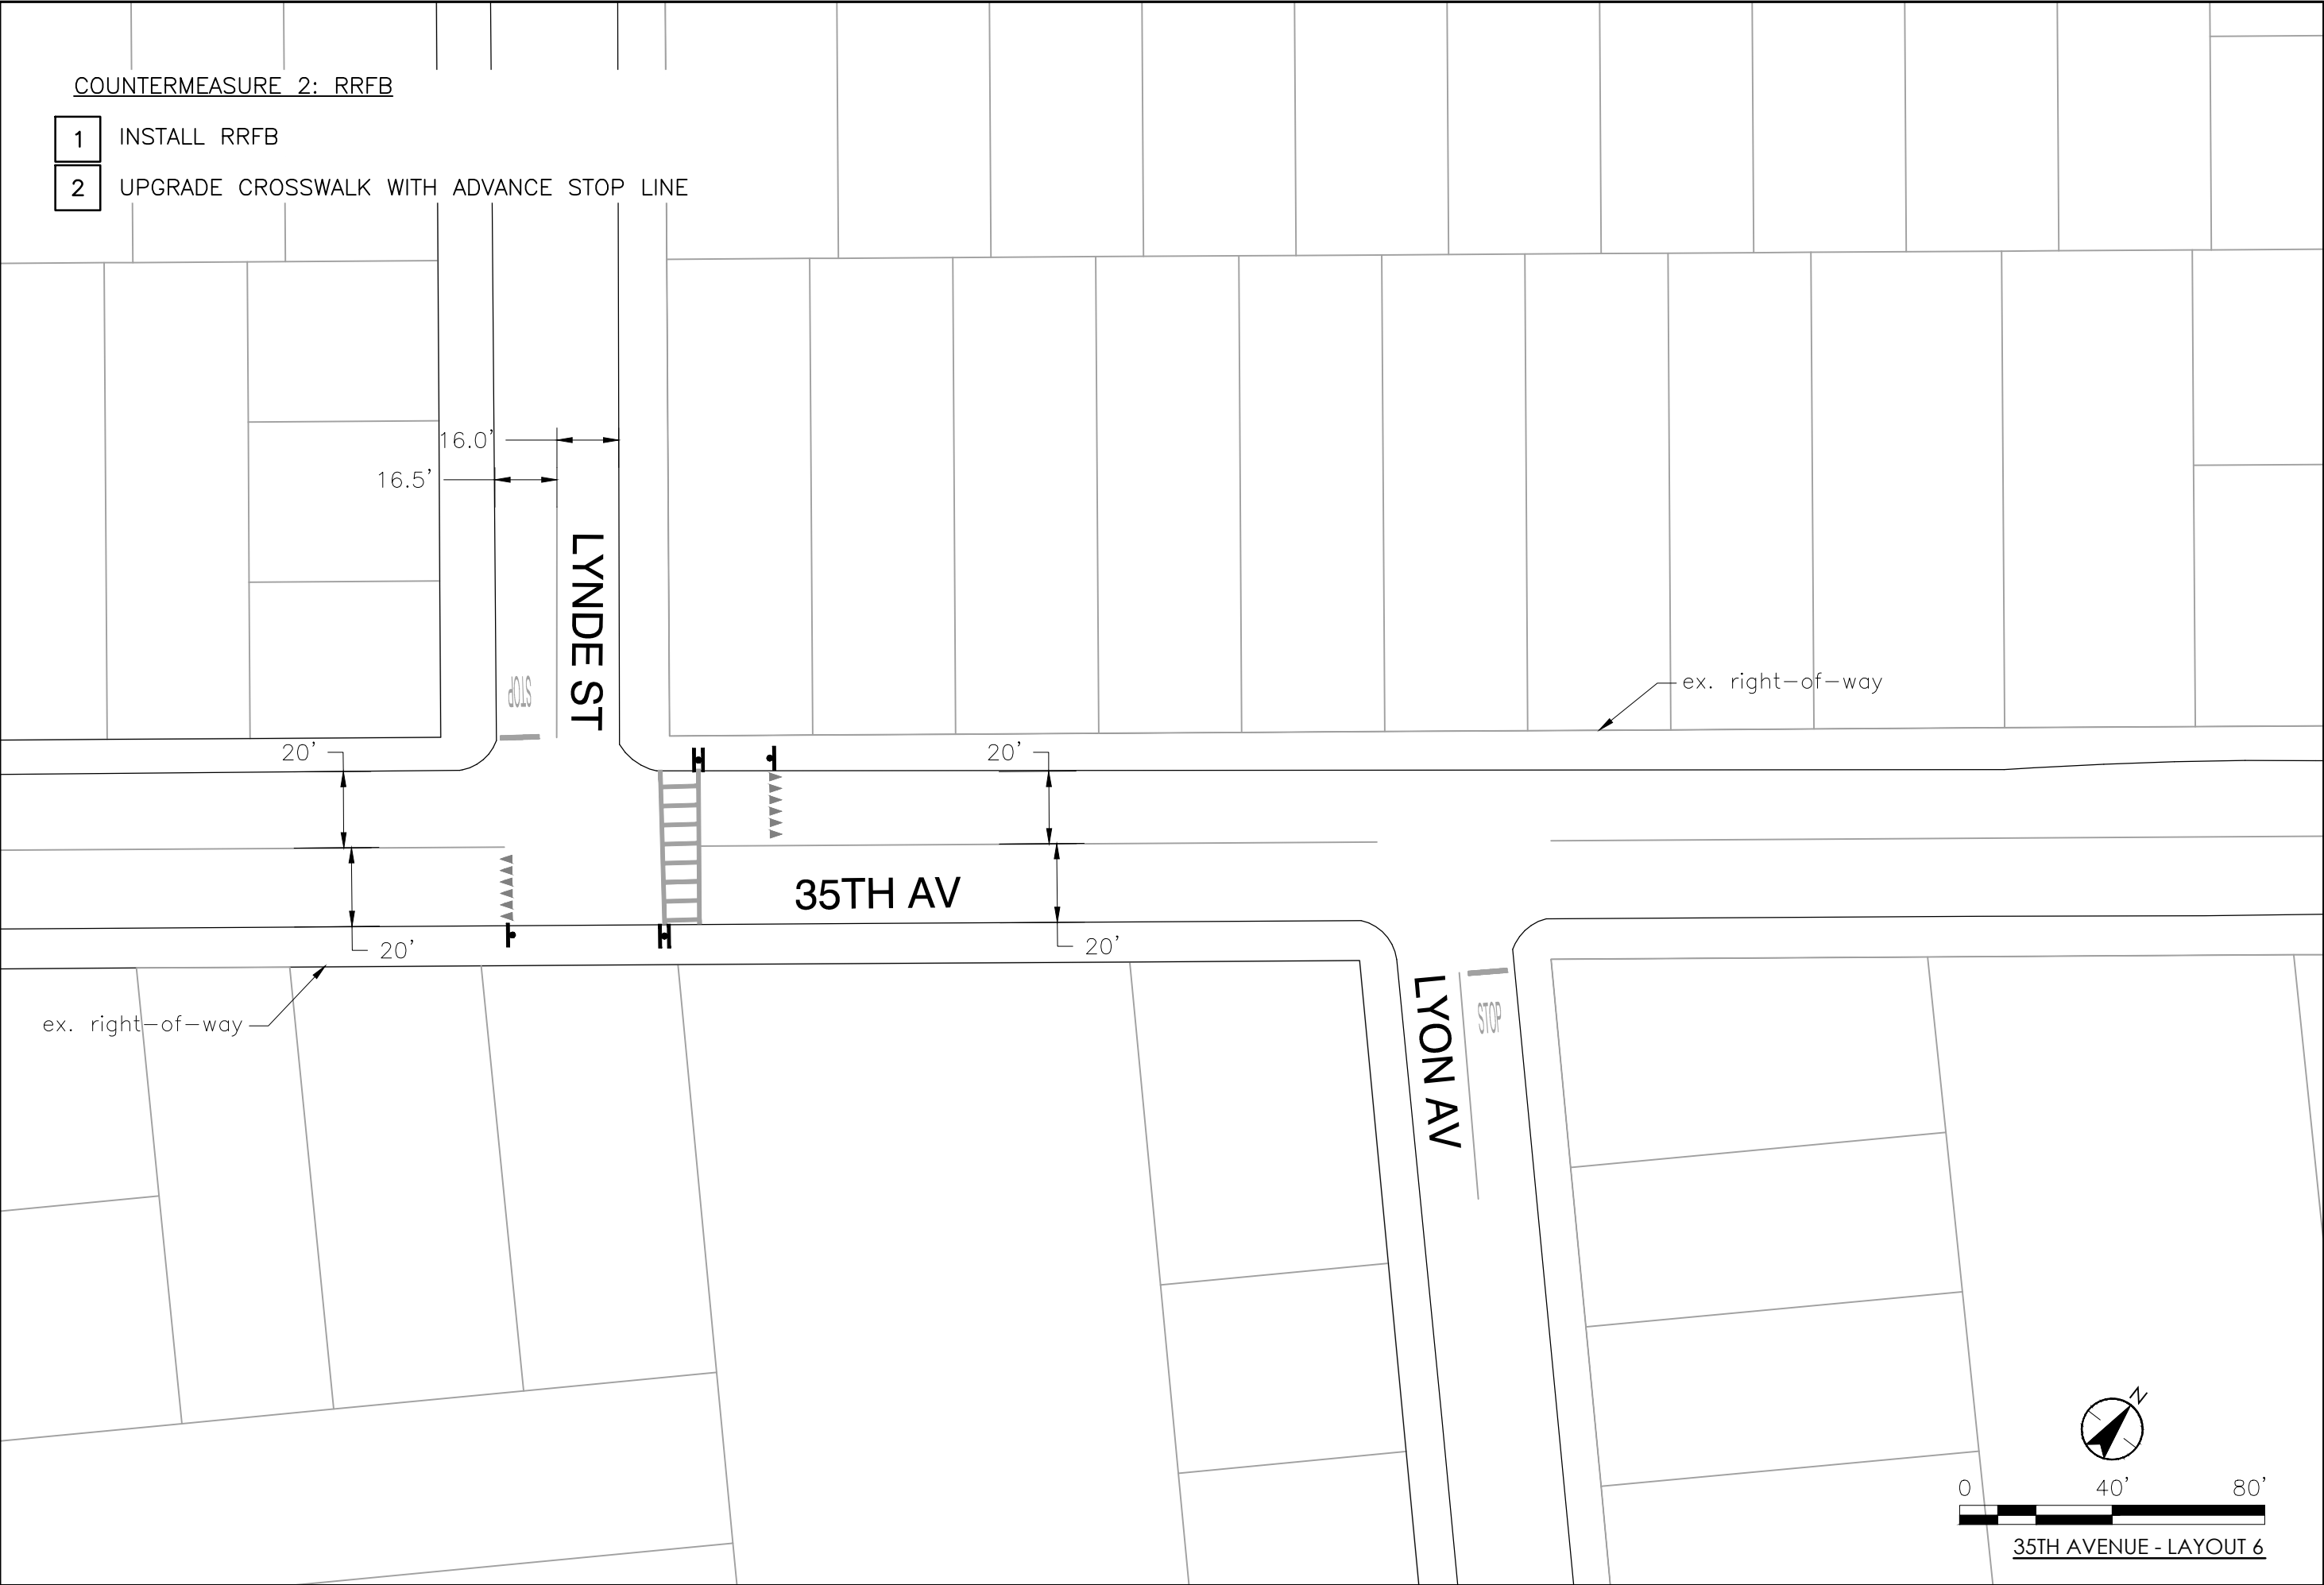 COUNTERMEASURE 2: RRFB
1 INSTALL RRFB
2 UPGRADE CROSSWALK WITH ADVANCE STOP LINE
16.0'
16.5'
LYNDE ST
STOP
ex. right-of-way
20'
20'
35TH AV
20'
20'
ex. right-of-way
LYON AV
STOP
N
0 40' 80'
35TH AVENUE - LAYOUT 6